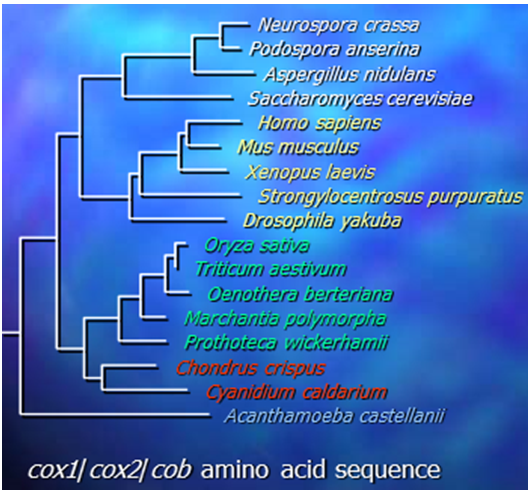 Neurospora crassa
Podospora anserina
Aspergillus nidulans
Saccharomyces cerevisiae
Homo sapiens
Mus musculus
Xenopus laevis
Strongylocentrosus purpuratus
Drosophila yakuba
Oryza sativa
Triticum aestivum
Oenothera berteriana
Marchantia polymorpha
Prothoteca wickerhamii
Chondrus crispus
Cyanidium caldarium
Acanthamoeba castellanii
cox1/cox2/cob amino acid sequence